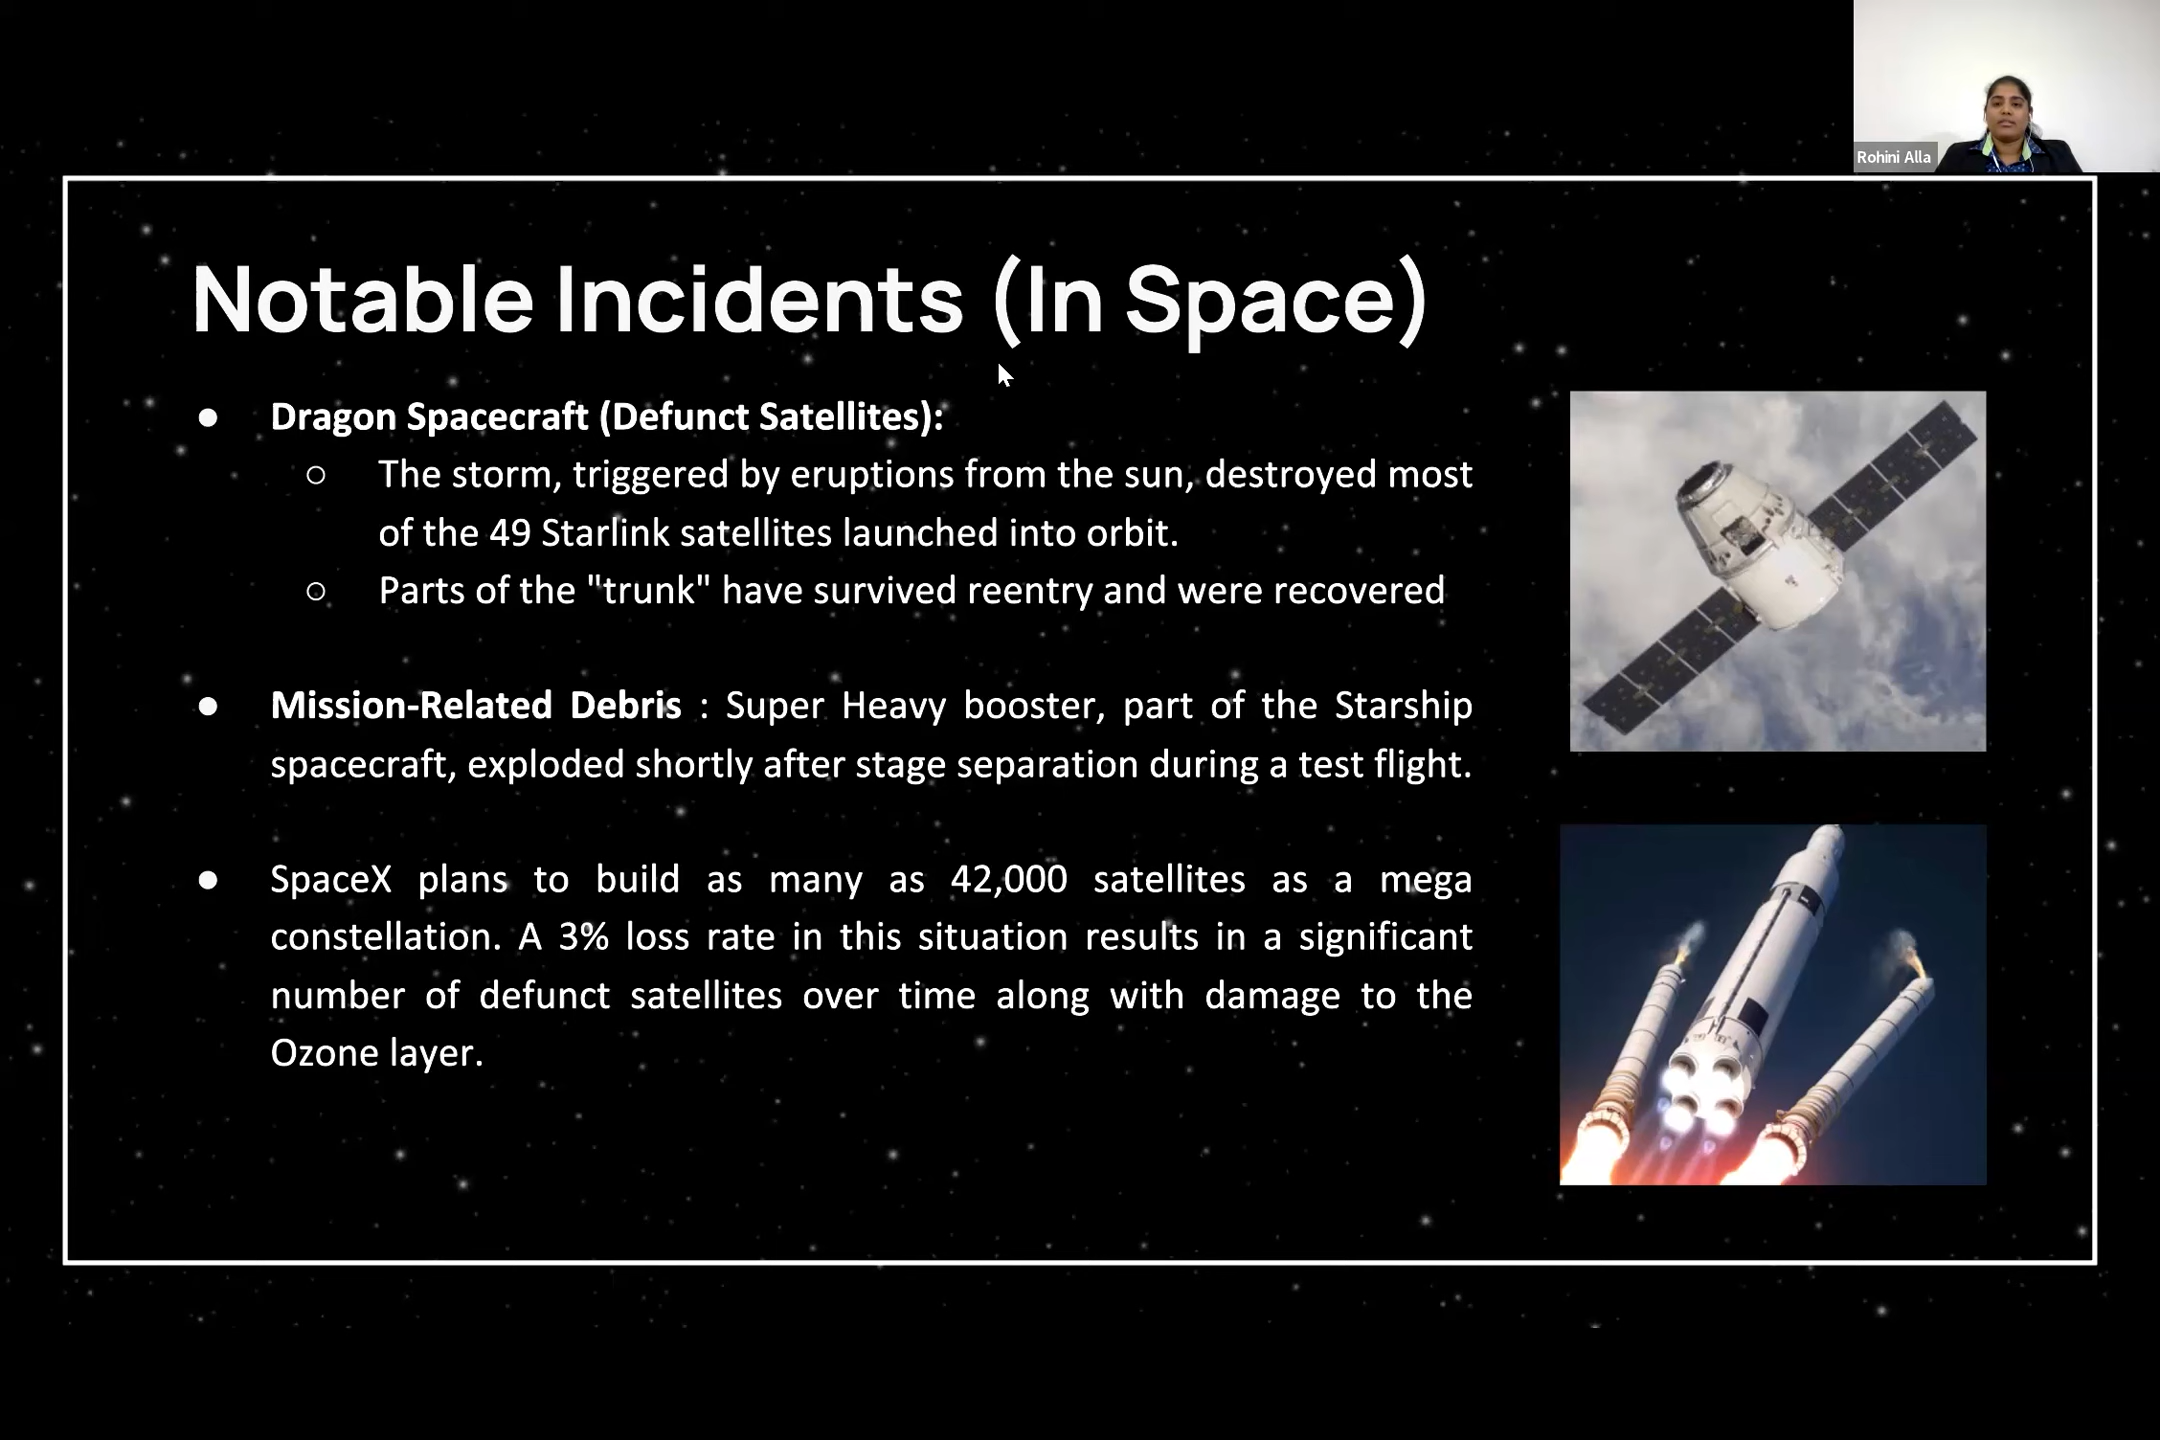 Rohini Alla
Notable Incidents (In Space)
● Dragon Spacecraft (Defunct Satellites):
○ The storm, triggered by eruptions from the sun, destroyed most
of the 49 Starlink satellites launched into orbit.
○ Parts of the "trunk" have survived reentry and were recovered
● Mission-Related Debris : Super Heavy booster, part of the Starship
spacecraft, exploded shortly after stage separation during a test flight.
● SpaceX plans to build as many as 42,000 satellites as a mega
constellation. A 3% loss rate in this situation results in a significant
number of defunct satellites over time along with damage to the
Ozone layer.